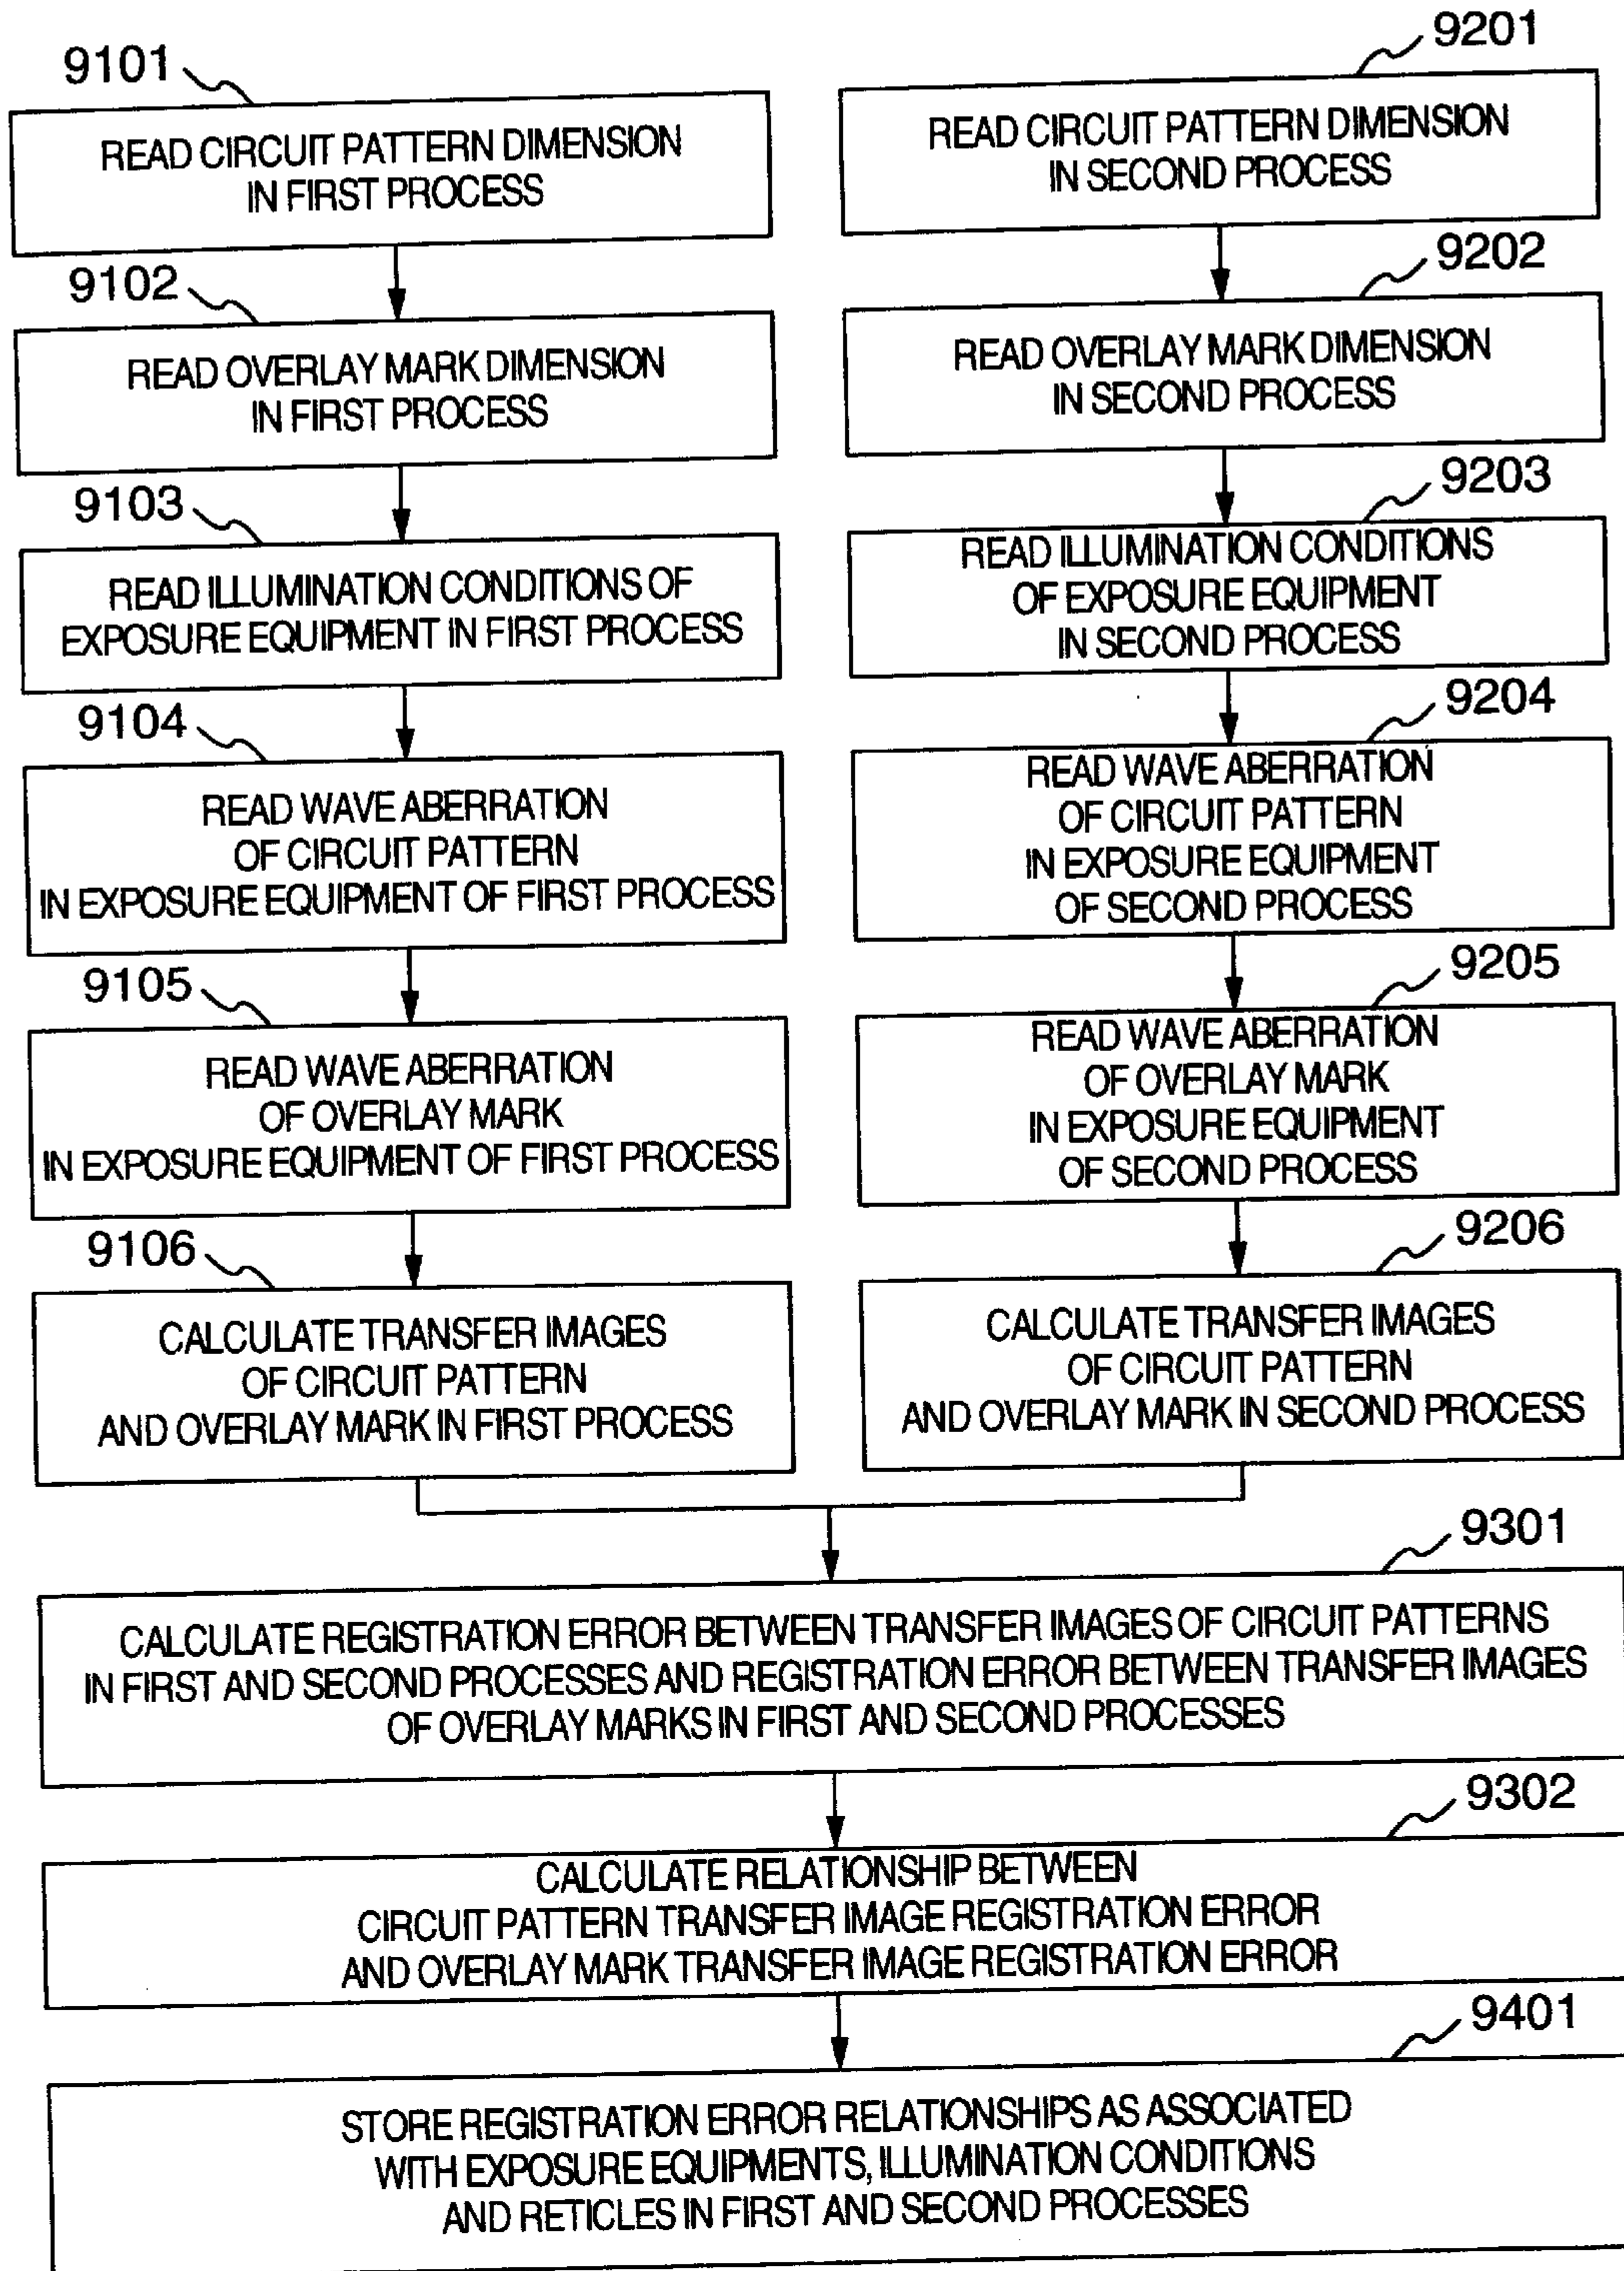 9101
READ CIRCUIT PATTERN DIMENSION
IN FIRST PROCESS
9102
READ OVERLAY MARK DIMENSION
IN FIRST PROCESS
9103
READ ILLUMINATION CONDITIONS OF
EXPOSURE EQUIPMENT IN FIRST PROCESS
9104
READ WAVE ABERRATION
OF CIRCUIT PATTERN
IN EXPOSURE EQUIPMENT OF FIRST PROCESS
9105
READ WAVE ABERRATION
OF OVERLAY MARK
IN EXPOSURE EQUIPMENT OF FIRST PROCESS
9106
CALCULATE TRANSFER IMAGES
OF CIRCUIT PATTERN
AND OVERLAY MARK IN FIRST PROCESS
9201
READ CIRCUIT PATTERN DIMENSION
IN SECOND PROCESS
9202
READ OVERLAY MARK DIMENSION
IN SECOND PROCESS
9203
READ ILLUMINATION CONDITIONS
OF EXPOSURE EQUIPMENT
IN SECOND PROCESS
9204
READ WAVE ABERRATION
OF CIRCUIT PATTERN
IN EXPOSURE EQUIPMENT
OF SECOND PROCESS
9205
READ WAVE ABERRATION
OF OVERLAY MARK
IN EXPOSURE EQUIPMENT
OF SECOND PROCESS
9206
CALCULATE TRANSFER IMAGES
OF CIRCUIT PATTERN
AND OVERLAY MARK IN SECOND PROCESS
9301
CALCULATE REGISTRATION ERROR BETWEEN TRANSFER IMAGES OF CIRCUIT PATTERNS
IN FIRST AND SECOND PROCESSES AND REGISTRATION ERROR BETWEEN TRANSFER IMAGES
OF OVERLAY MARKS IN FIRST AND SECOND PROCESSES
9302
CALCULATE RELATIONSHIP BETWEEN
CIRCUIT PATTERN TRANSFER IMAGE REGISTRATION ERROR
AND OVERLAY MARK TRANSFER IMAGE REGISTRATION ERROR
9401
STORE REGISTRATION ERROR RELATIONSHIPS AS ASSOCIATED
WITH EXPOSURE EQUIPMENTS, ILLUMINATION CONDITIONS
AND RETICLES IN FIRST AND SECOND PROCESSES